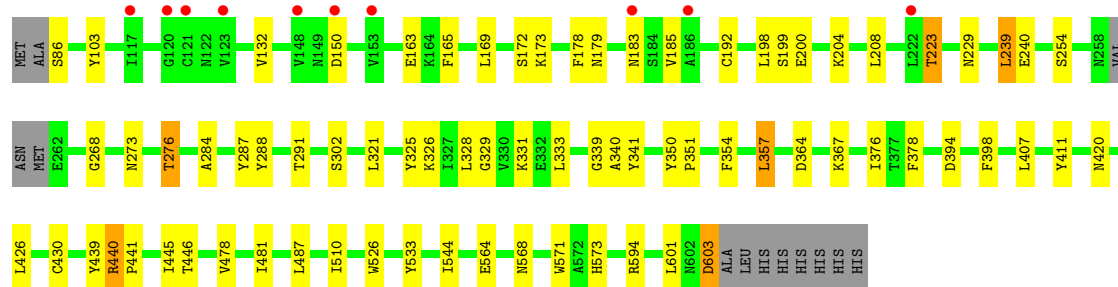 MET ALA S86 Y103 I117 G120 C121 N122 V123 V132 V148 N149 D150 V153 E163 K164 F165 L169 S172 K173 F178 N179 N183 S184 V185 A186 C192 L198 S199 E200 K204 L208 L222 T223 N229 L239 E240 S254 N258 VAL
ASN MET E262 G268 N273 T276 A284 Y287 Y288 T291 S302 L321 Y325 K326 I327 L328 G329 V330 K331 E332 L333 G339 A340 Y341 Y350 P351 F354 L357 D364 K367 I376 T377 F378 D394 F398 L407 Y411 N420
L426 C430 Y439 R440 P441 I445 T446 V478 I481 L487 I510 W526 Y533 I544 E564 N568 W571 A572 H573 R594 L601 N602 D603 ALA LEU HIS HIS HIS HIS HIS HIS